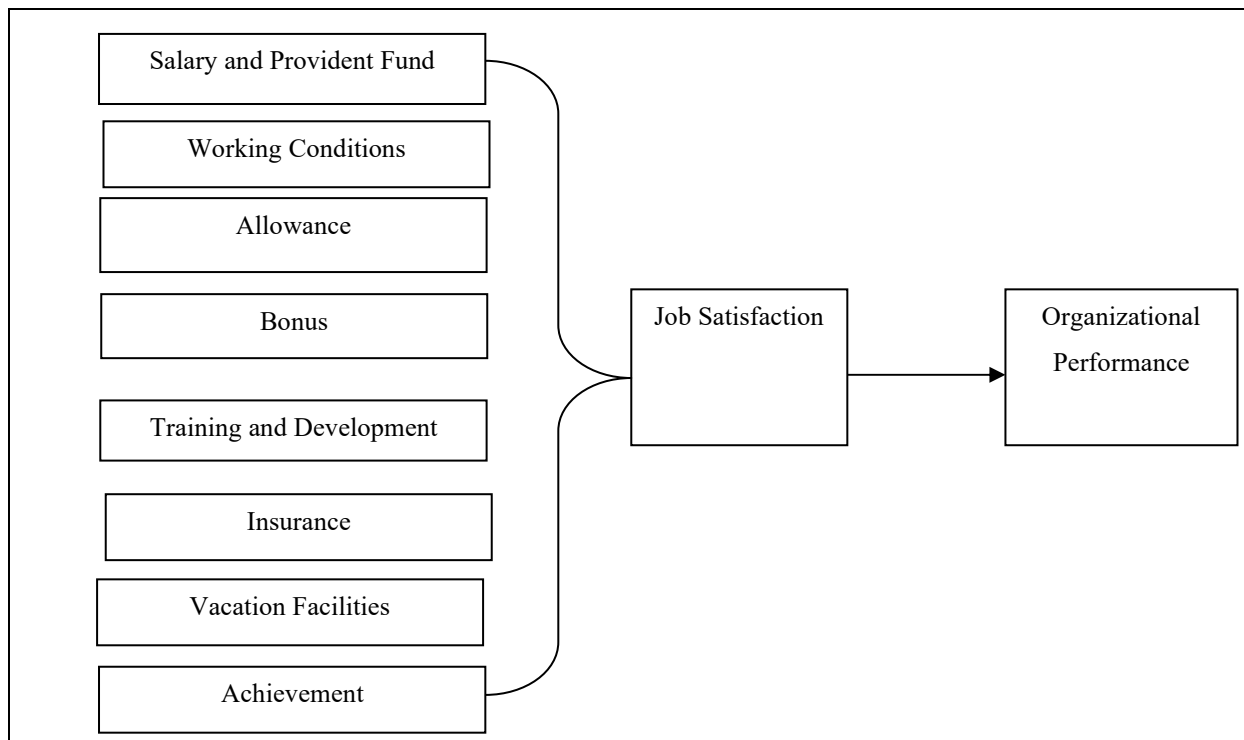 Salary and Provident Fund
Working Conditions
Allowance
Bonus
Training and Development
Insurance
Vacation Facilities
Achievement
Job Satisfaction
Organizational
Performance